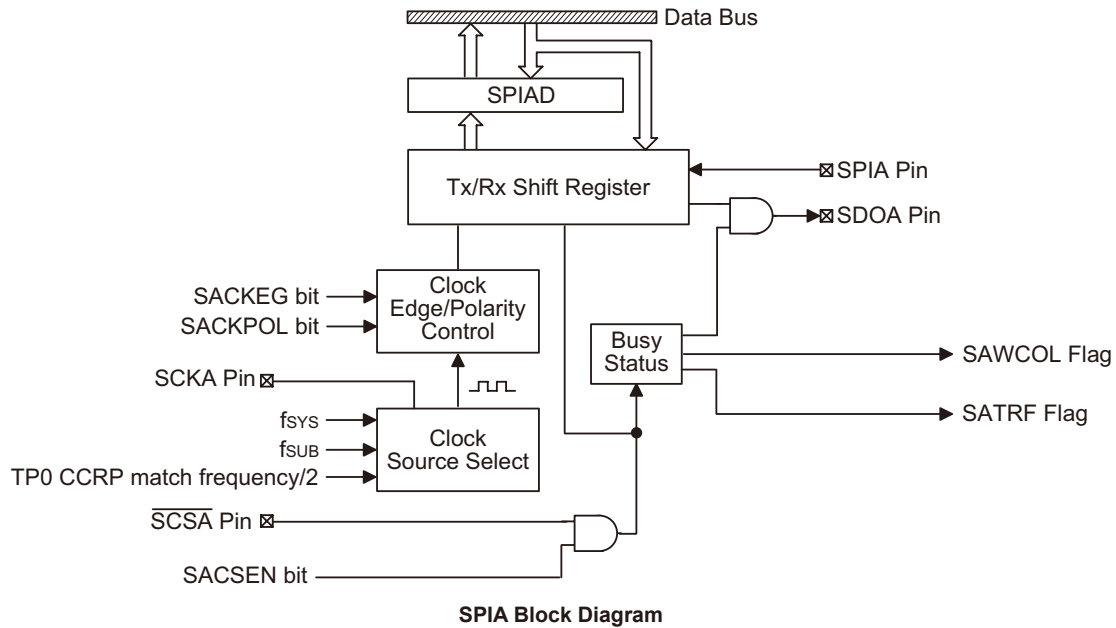 Data Bus
SPIAD
Tx/Rx Shift Register
SPIA Pin
SDOA Pin
SACKEG bit
SACKPOL bit
Clock
Edge/Polarity
Control
Busy
Status
SAWCOL Flag
SATRF Flag
SCKA Pin
fSYS
fSUB
TP0 CCRP match frequency/2
Clock
Source Select
SCSA Pin
SACSEN bit
SPIA Block Diagram